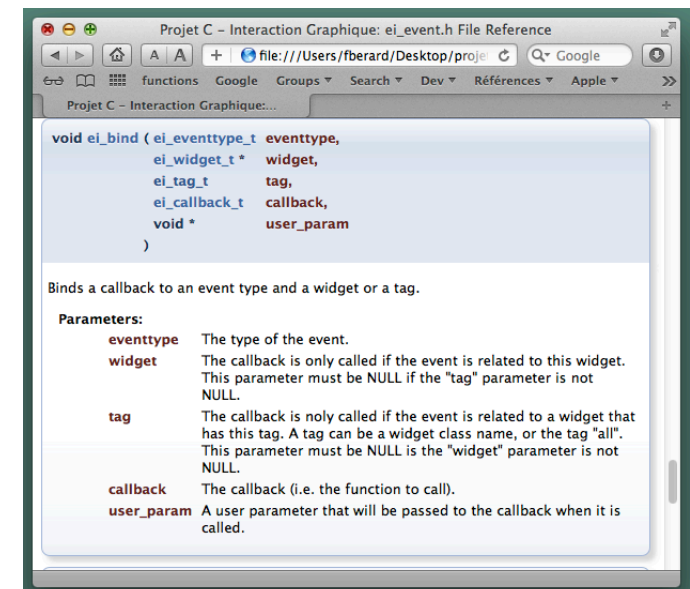 Projet C – Interaction Graphique: ei_event.h File Reference
A A + file:///Users/fberard/Desktop/proje Google
functions Google Groups Search Dev Références Apple
Projet C – Interaction Graphique:...
void ei_bind ( ei_eventtype_t eventtype,
ei_widget_t * widget,
ei_tag_t tag,
ei_callback_t callback,
void * user_param
)
Binds a callback to an event type and a widget or a tag.
Parameters:
eventtype The type of the event.
widget The callback is only called if the event is related to this widget.
This parameter must be NULL if the "tag" parameter is not
NULL.
tag The callback is noly called if the event is related to a widget that
has this tag. A tag can be a widget class name, or the tag "all".
This parameter must be NULL is the "widget" parameter is not
NULL.
callback The callback (i.e. the function to call).
user_param A user parameter that will be passed to the callback when it is
called.